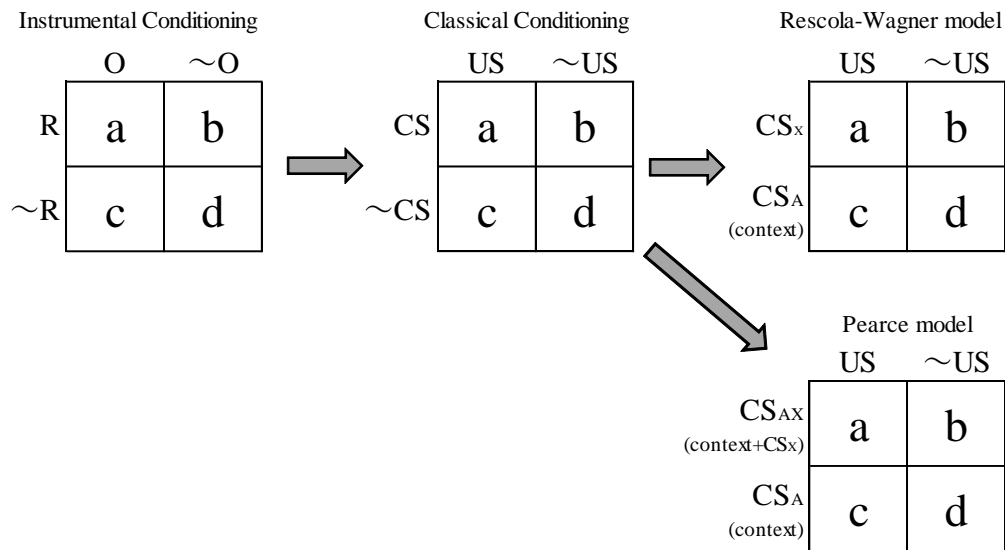 Instrumental Conditioning
O ～O
R a b
～R c d
Classical Conditioning
US ～US
CS a b
～CS c d
Rescola-Wagner model
US ～US
CSX a b
CSA c d
(context)
Pearce model
US ～US
CSAX a b
(context+CSX)
CSA c d
(context)